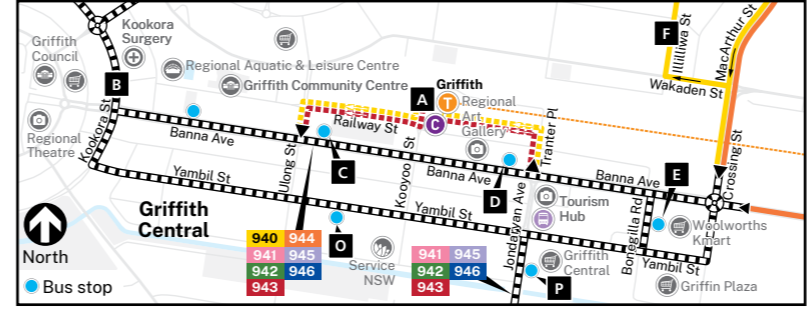 Griffith
Council
Kookora
Surgery
B
Regional Aquatic & Leisure Centre
Griffith Community Centre
Regional
Theatre
Kookora St
Banna Ave
Yambil St
Griffith
Central
North
Bus stop
A
Griffith
T
C
Regional
Art
Gallery
Railway St
Ulong St
C
Kooyoo St
Banna Ave
D
Tranter Pl
Yambil St
O
Service
NSW
940 944
941 945
942 946
943
F
Illilliwa St
MacArthur St
Wakaden St
Crossing St
Banna Ave
E
Tourism
Hub
Woolworths
Kmart
Jondaryan Ave
Bonegilla Rd
Griffith
Central
Yambil St
P
Griffin Plaza
941 945
942 946
943